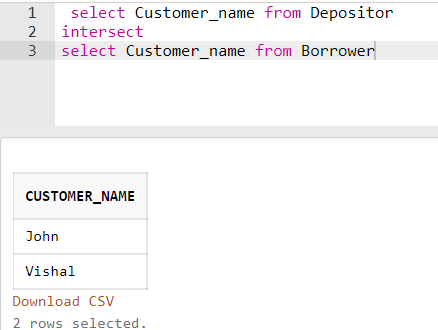 1 select Customer_name from Depositor
2 intersect
3 select Customer_name from Borrower
CUSTOMER_NAME
John
Vishal
Download CSV
2 rows selected.